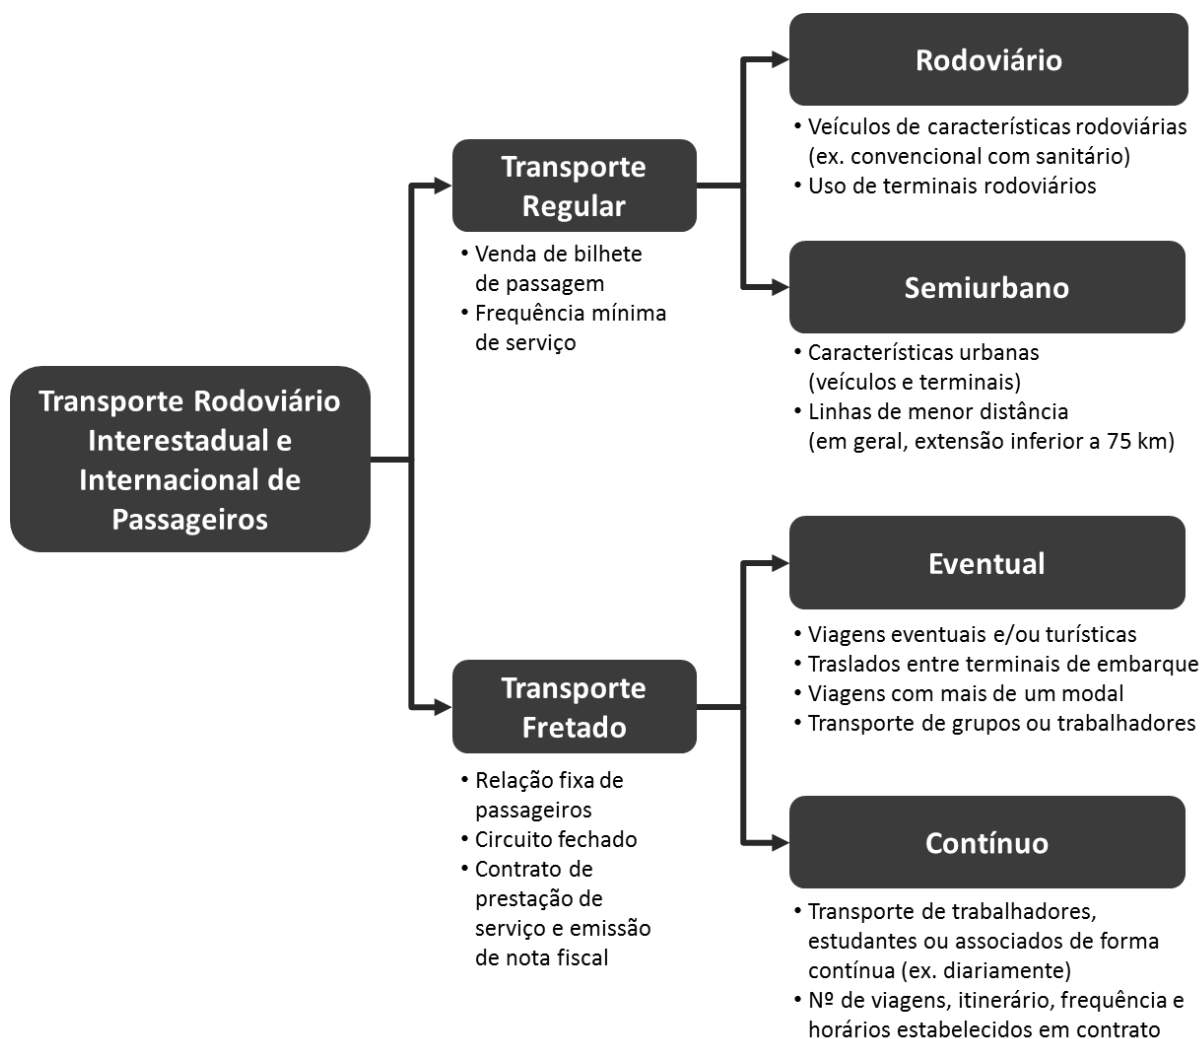 Transporte Rodoviário
Interestadual e
Internacional de
Passageiros
Transporte
Regular
• Venda de bilhete
de passagem
• Frequência mínima
de serviço
Rodoviário
• Veículos de características rodoviárias
(ex. convencional com sanitário)
• Uso de terminais rodoviários
Semiurbano
• Características urbanas
(veículos e terminais)
• Linhas de menor distância
(em geral, extensão inferior a 75 km)
Transporte
Fretado
• Relação fixa de
passageiros
• Circuito fechado
• Contrato de
prestação de
serviço e emissão
de nota fiscal
Eventual
• Viagens eventuais e/ou turísticas
• Traslados entre terminais de embarque
• Viagens com mais de um modal
• Transporte de grupos ou trabalhadores
Contínuo
• Transporte de trabalhadores,
estudantes ou associados de forma
contínua (ex. diariamente)
• Nº de viagens, itinerário, frequência e
horários estabelecidos em contrato